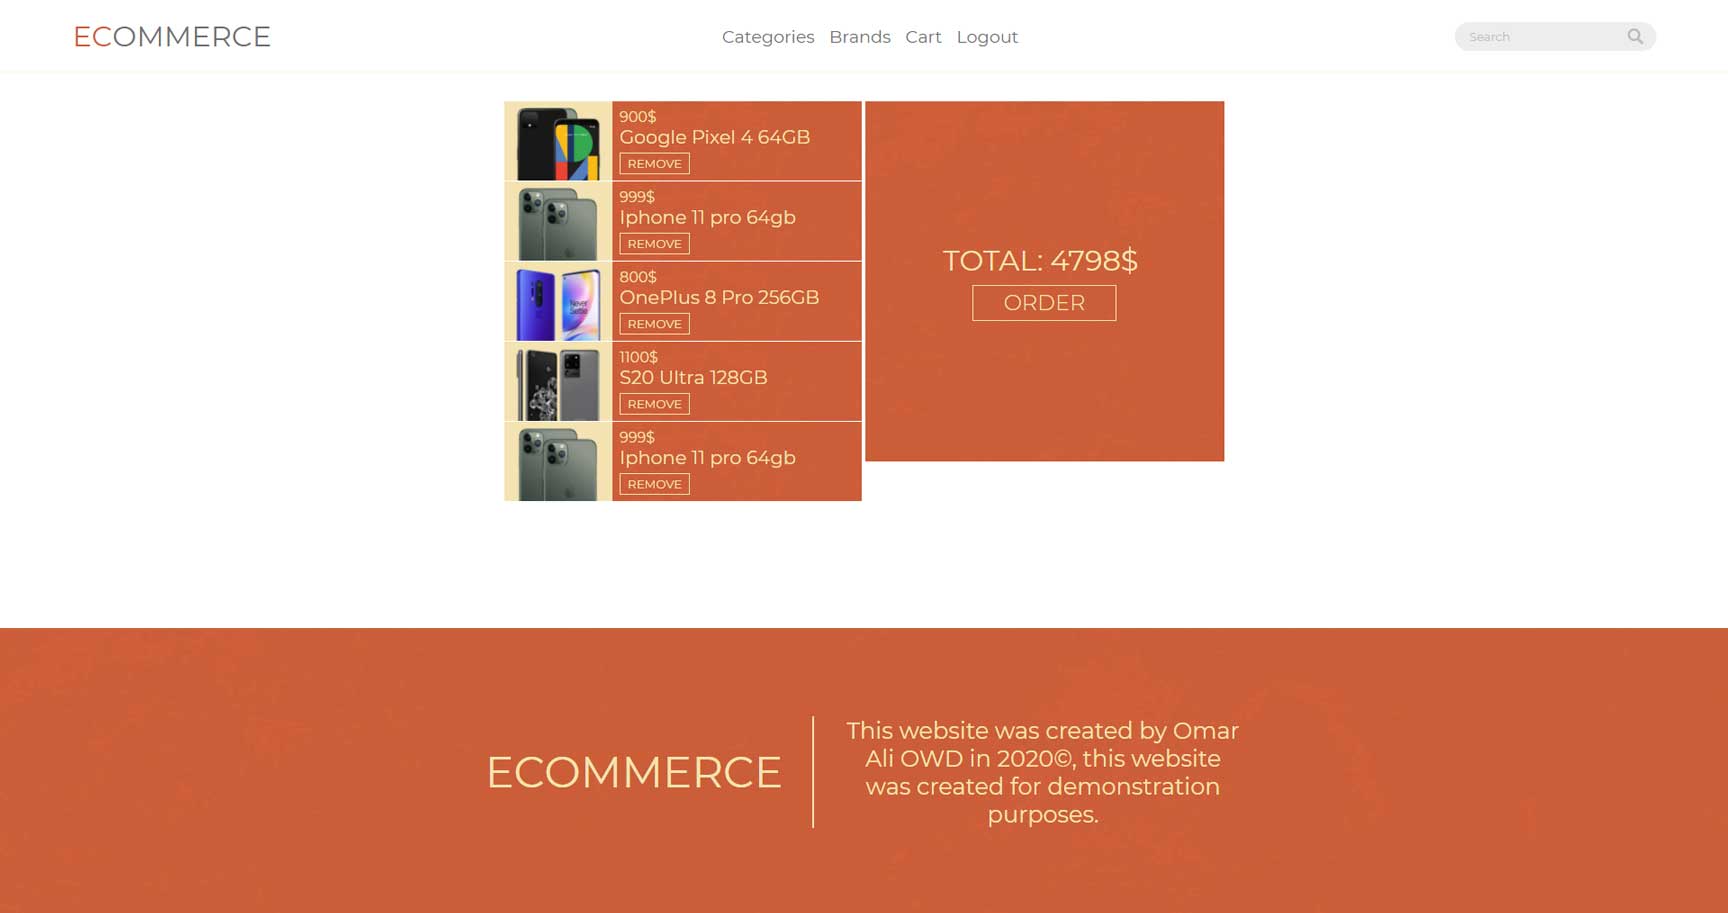 ECOMMERCE
Categories Brands Cart Logout
Search
900$
Google Pixel 4 64GB
REMOVE
999$
Iphone 11 pro 64gb
REMOVE
800$
OnePlus 8 Pro 256GB
Never
Settle
REMOVE
1100$
S20 Ultra 128GB
REMOVE
999$
Iphone 11 pro 64gb
REMOVE
TOTAL: 4798$
ORDER
ECOMMERCE
This website was created by Omar
Ali OWD in 2020©, this website
was created for demonstration
purposes.